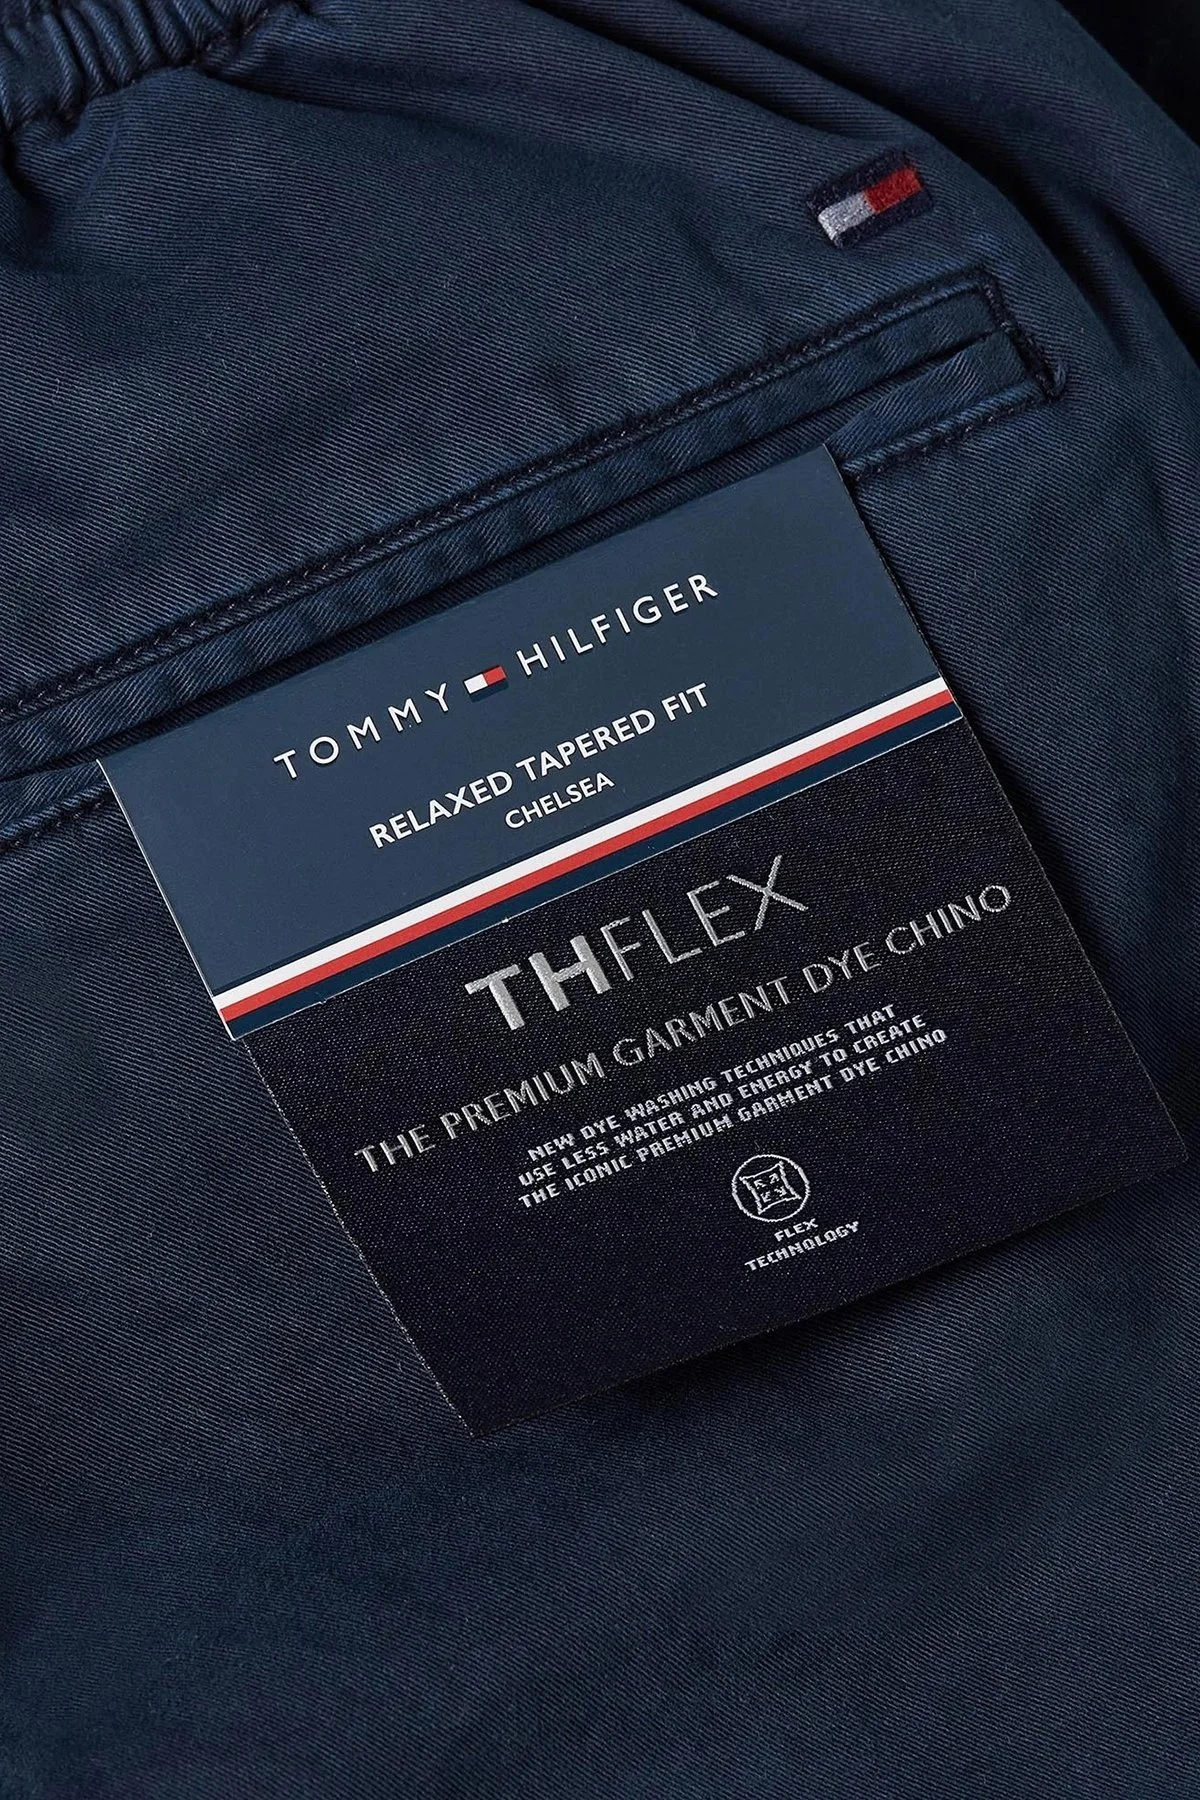 TOMMY HILFIGER
RELAXED TAPERED FIT
CHELSEA
THFLEX
THE PREMIUM GARMENT DYE CHINO
NEW DYE WASHING TECHNIQUES THAT
USE LESS WATER AND ENERGY TO CREATE
THE ICONIC PREMIUM GARMENT DYE CHINO
FLEX
TECHNOLOGY